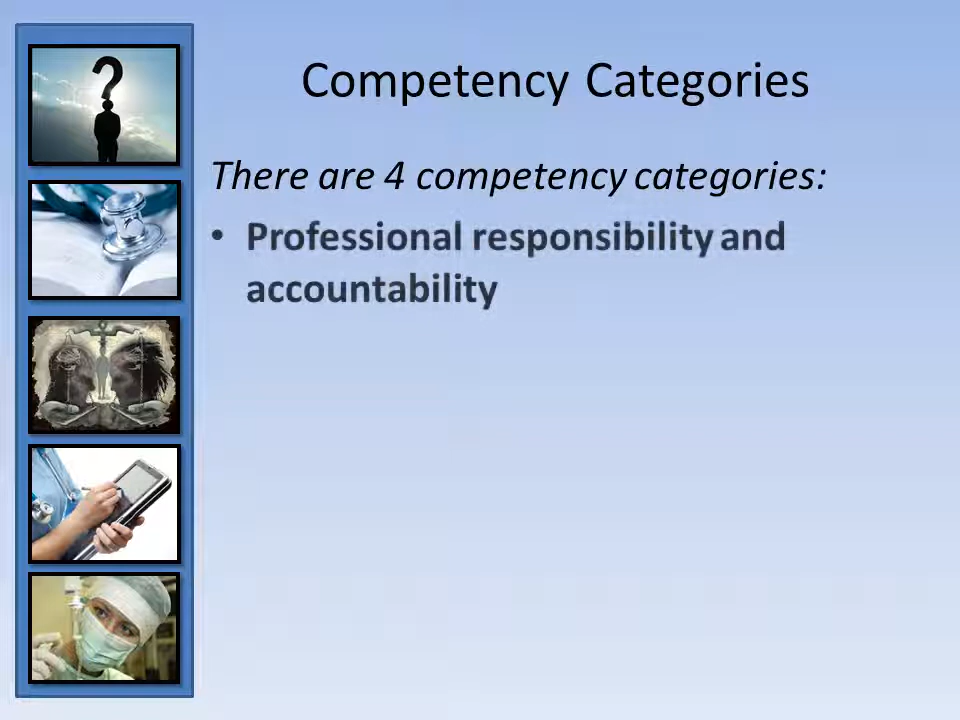 Competency Categories
There are 4 competency categories:
• Professional responsibility and
accountability
?